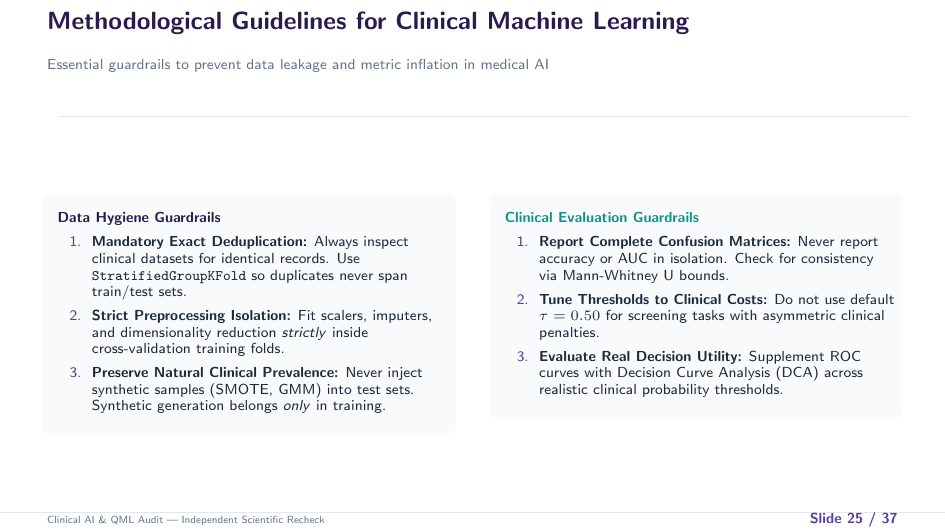 Methodological Guidelines for Clinical Machine Learning
Essential guardrails to prevent data leakage and metric inflation in medical AI
Data Hygiene Guardrails
1. Mandatory Exact Deduplication: Always inspect
clinical datasets for identical records. Use
StratifiedGroupKFold so duplicates never span
train/test sets.
2. Strict Preprocessing Isolation: Fit scalers, imputers,
and dimensionality reduction strictly inside
cross-validation training folds.
3. Preserve Natural Clinical Prevalence: Never inject
synthetic samples (SMOTE, GMM) into test sets.
Synthetic generation belongs only in training.
Clinical Evaluation Guardrails
1. Report Complete Confusion Matrices: Never report
accuracy or AUC in isolation. Check for consistency
via Mann-Whitney U bounds.
2. Tune Thresholds to Clinical Costs: Do not use default
τ = 0.50 for screening tasks with asymmetric clinical
penalties.
3. Evaluate Real Decision Utility: Supplement ROC
curves with Decision Curve Analysis (DCA) across
realistic clinical probability thresholds.
Clinical AI & QML Audit — Independent Scientific Recheck
Slide 25 / 37